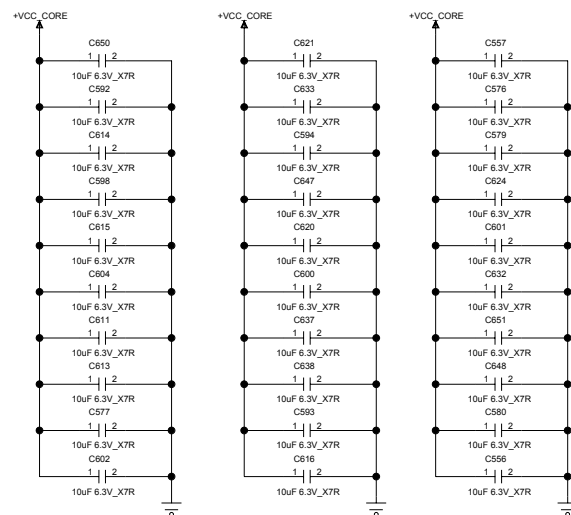 +VCC_CORE
C650
1 2
10uF 6.3V_X7R
C592
1 2
10uF 6.3V_X7R
C614
1 2
10uF 6.3V_X7R
C598
1 2
10uF 6.3V_X7R
C615
1 2
10uF 6.3V_X7R
C604
1 2
10uF 6.3V_X7R
C611
1 2
10uF 6.3V_X7R
C613
1 2
10uF 6.3V_X7R
C577
1 2
10uF 6.3V_X7R
C602
1 2
10uF 6.3V_X7R
+VCC_CORE
C621
1 2
10uF 6.3V_X7R
C633
1 2
10uF 6.3V_X7R
C594
1 2
10uF 6.3V_X7R
C647
1 2
10uF 6.3V_X7R
C620
1 2
10uF 6.3V_X7R
C600
1 2
10uF 6.3V_X7R
C637
1 2
10uF 6.3V_X7R
C638
1 2
10uF 6.3V_X7R
C593
1 2
10uF 6.3V_X7R
C616
1 2
10uF 6.3V_X7R
+VCC_CORE
C557
1 2
10uF 6.3V_X7R
C576
1 2
10uF 6.3V_X7R
C579
1 2
10uF 6.3V_X7R
C624
1 2
10uF 6.3V_X7R
C601
1 2
10uF 6.3V_X7R
C632
1 2
10uF 6.3V_X7R
C651
1 2
10uF 6.3V_X7R
C648
1 2
10uF 6.3V_X7R
C580
1 2
10uF 6.3V_X7R
C556
1 2
10uF 6.3V_X7R